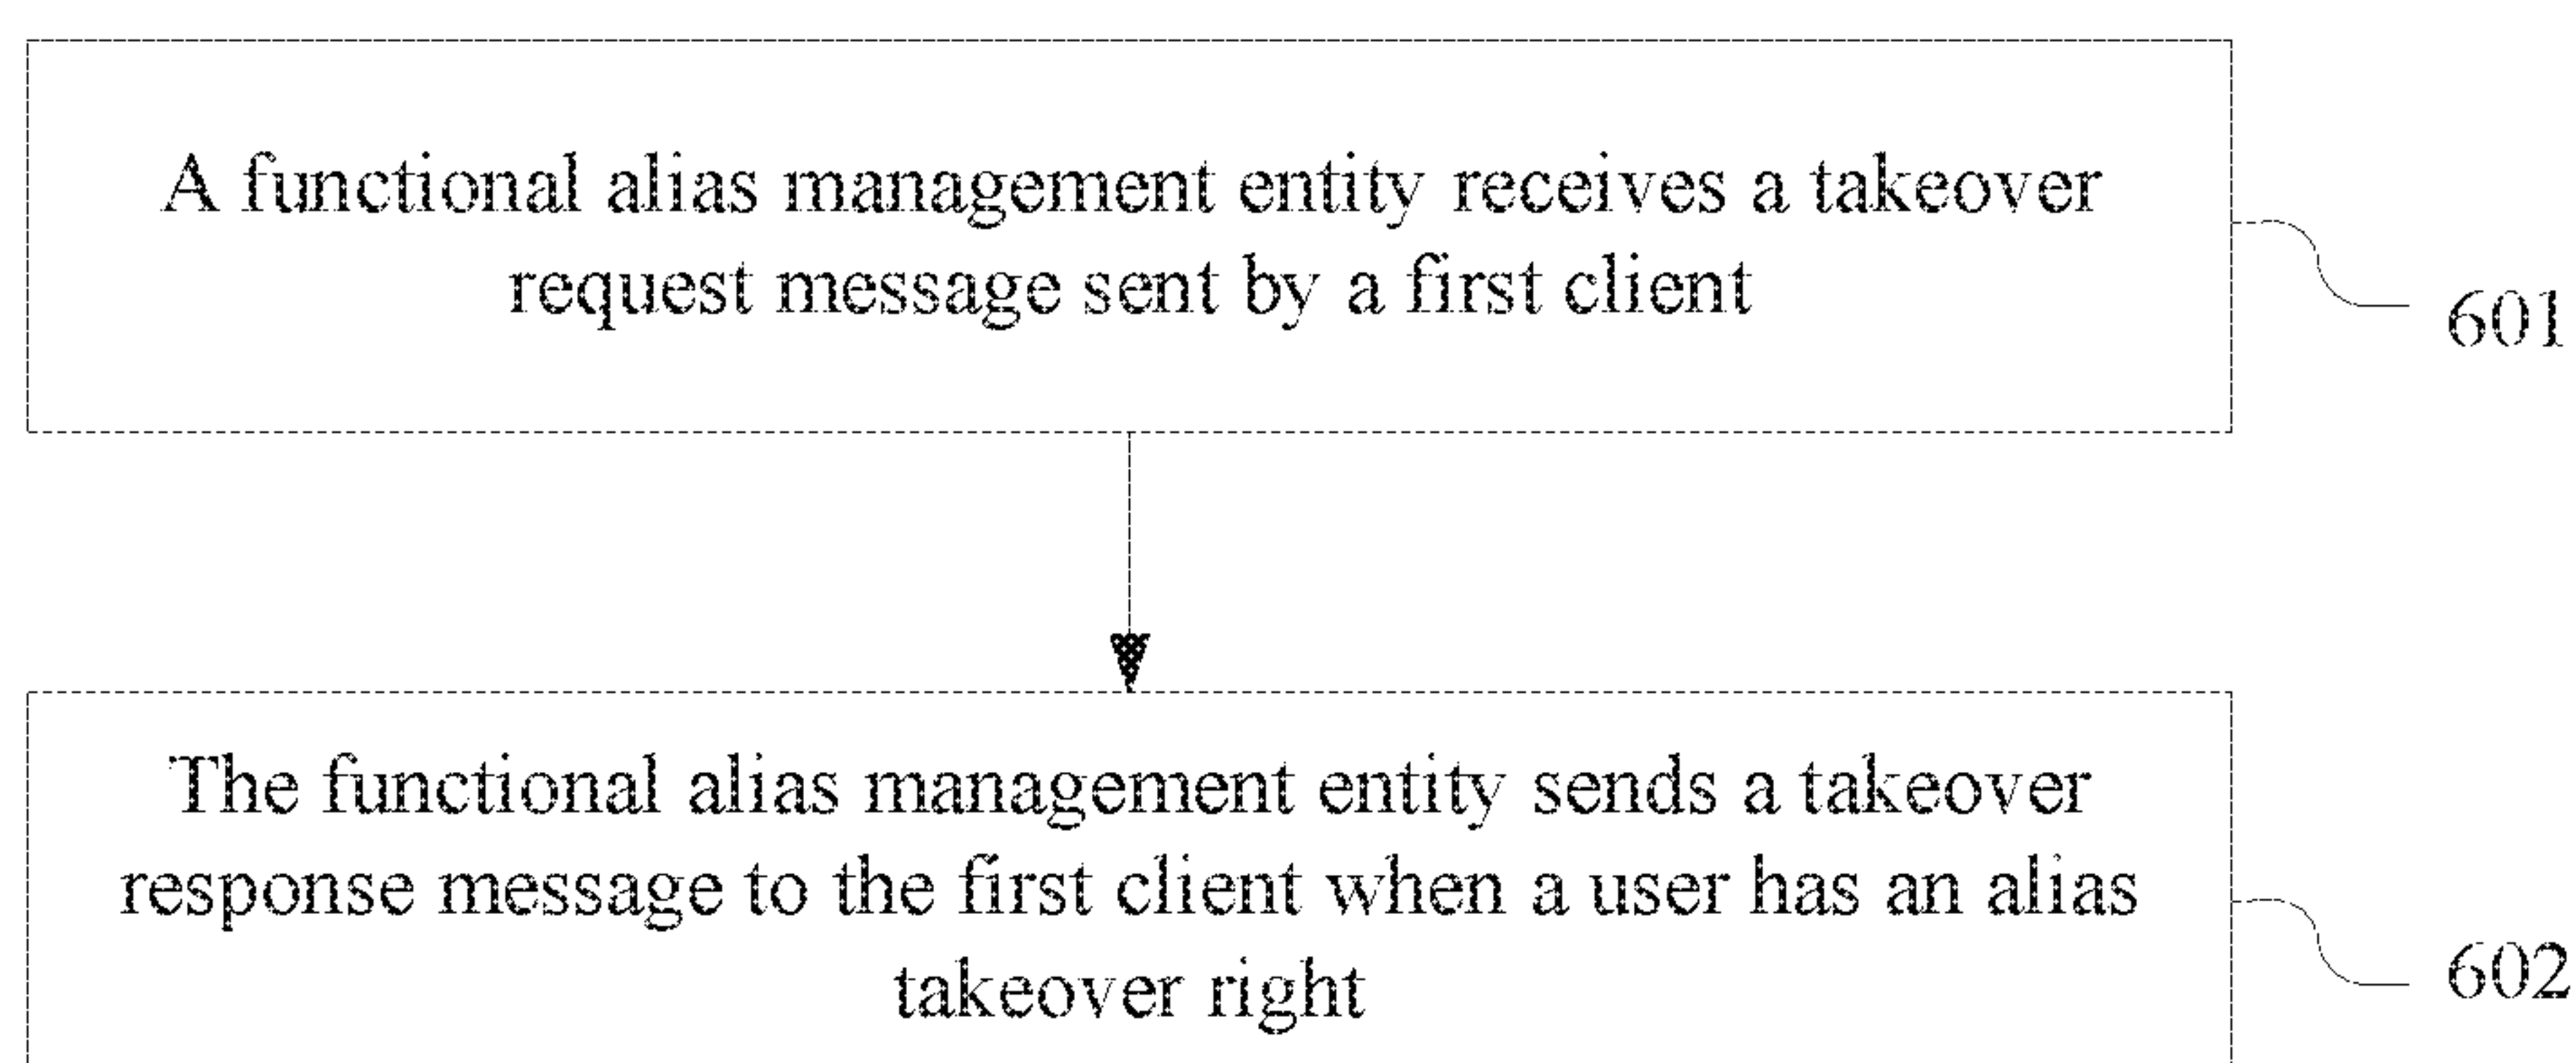 A functional alias management entity receives a takeover
request message sent by a first client
601
The functional alias management entity sends a takeover
response message to the first client when a user has an alias
takeover right
602